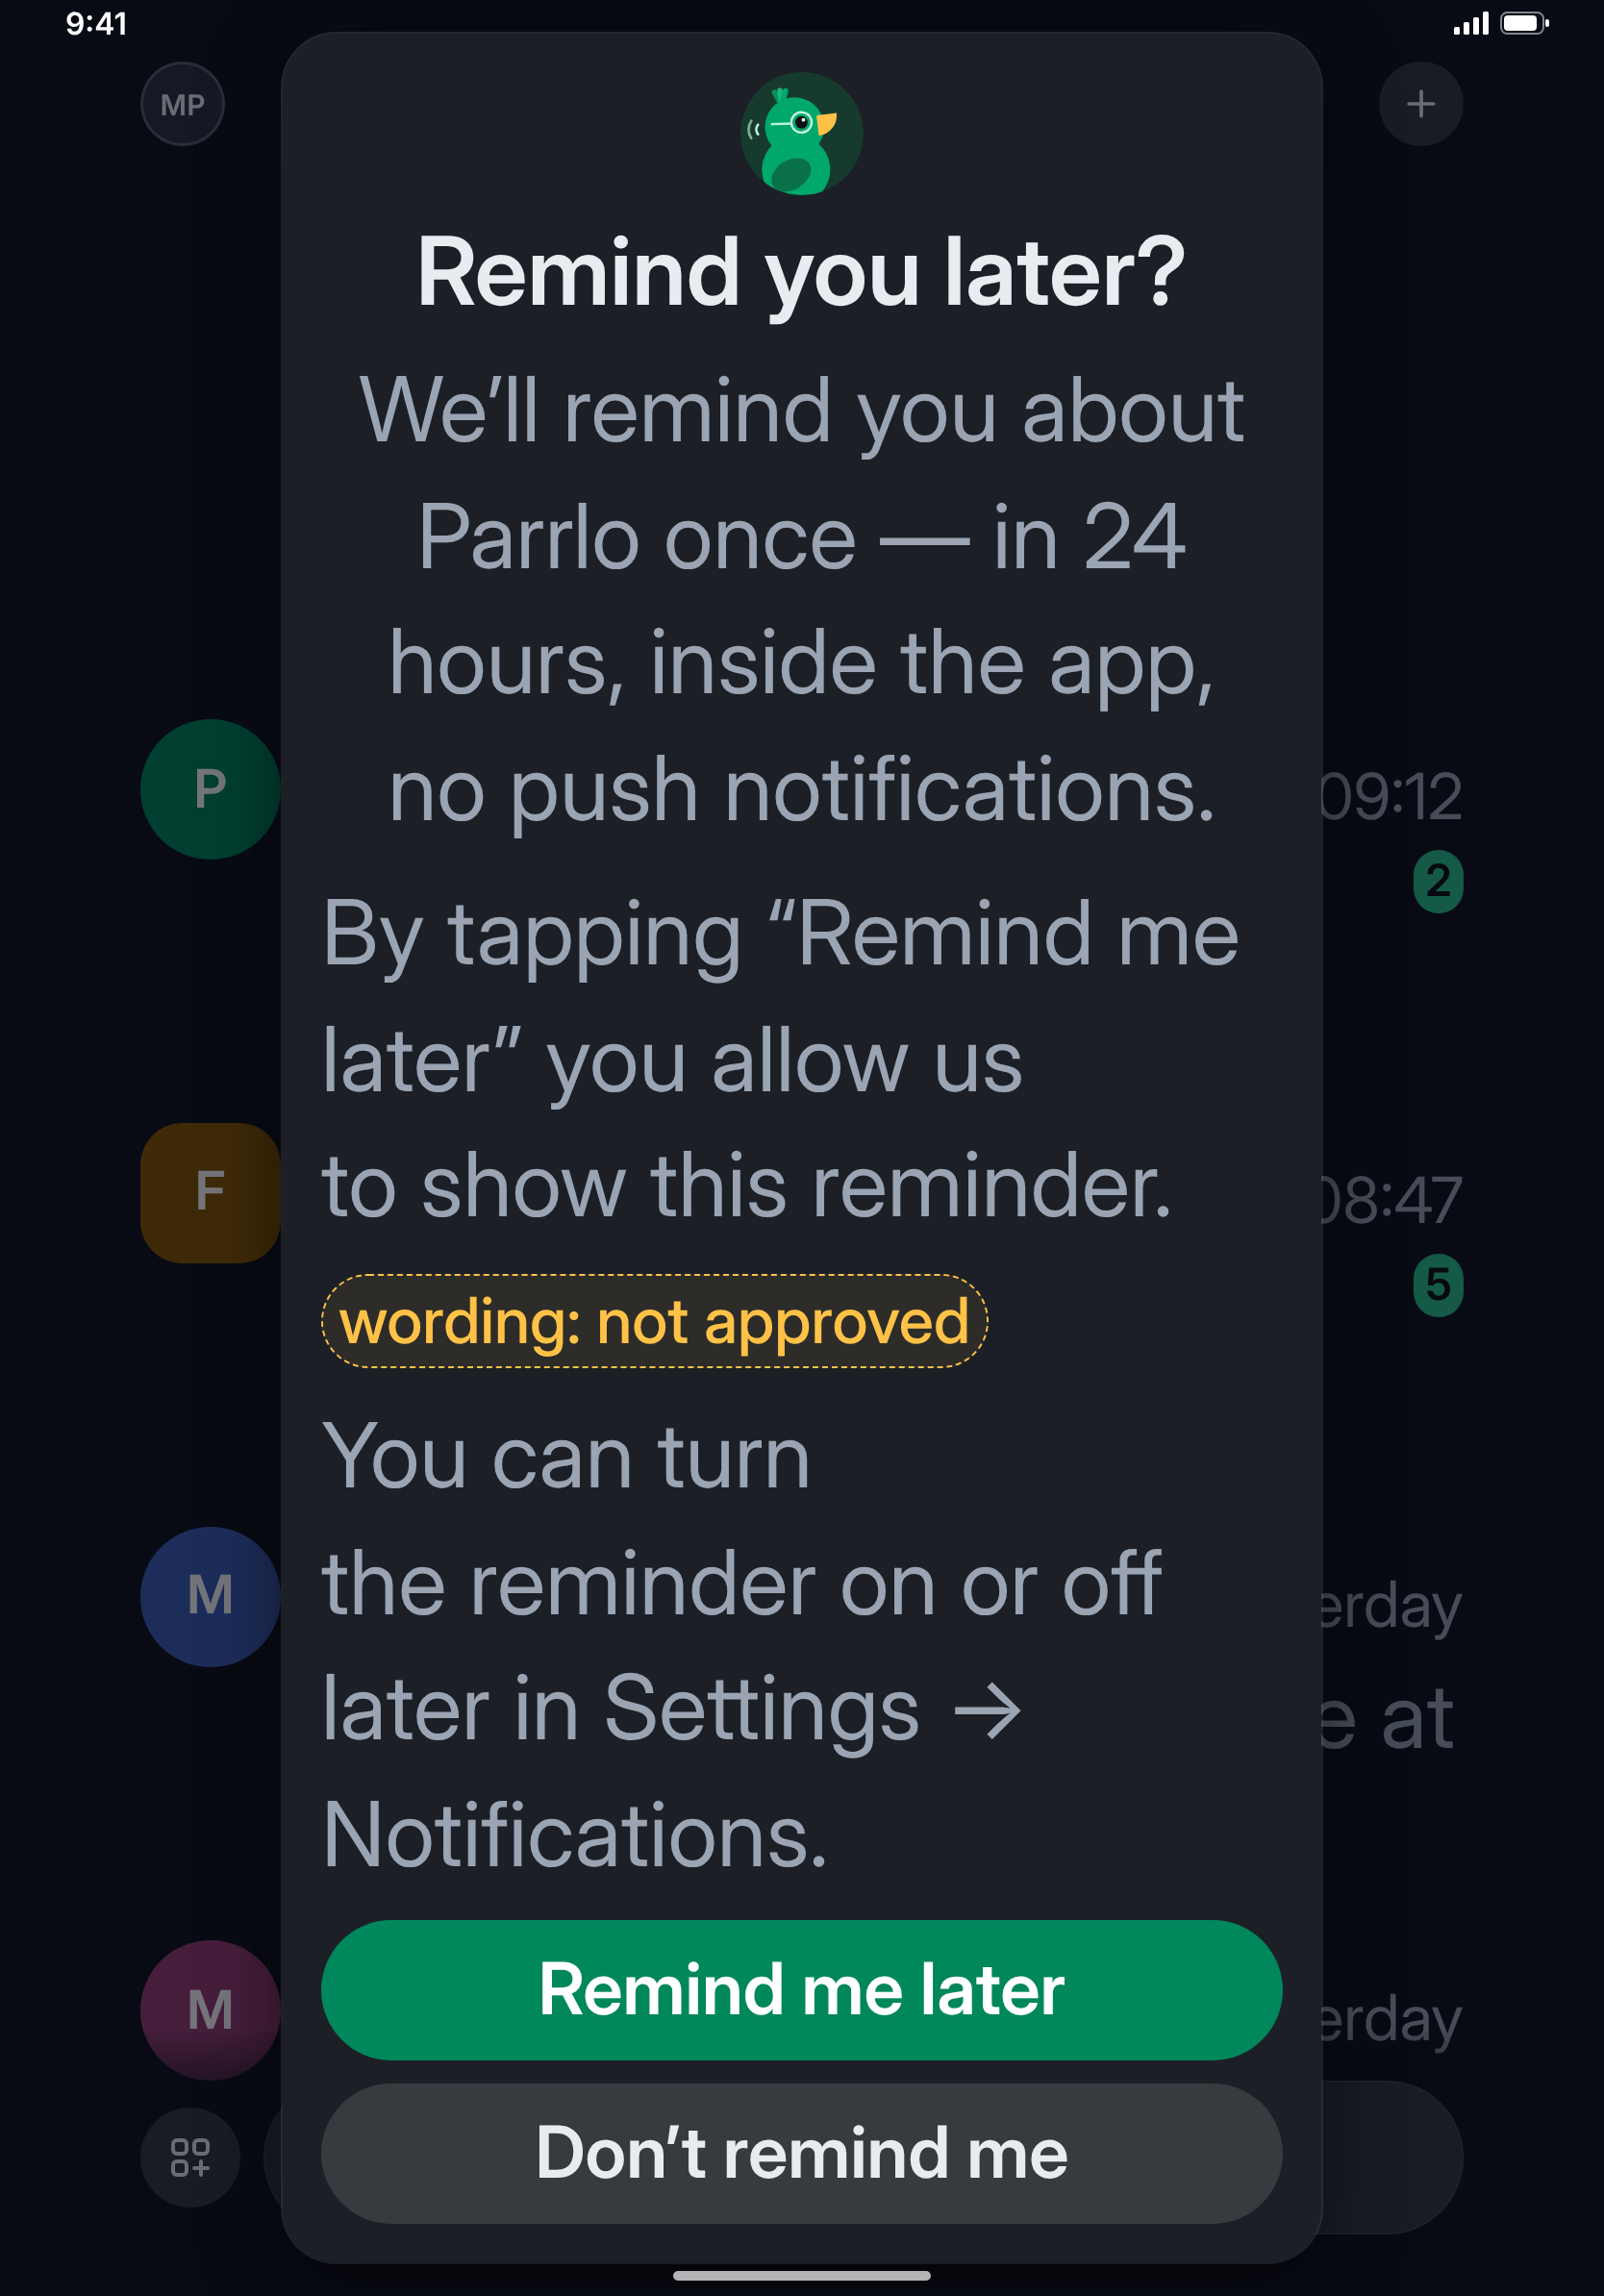 9:41
MP
Remind you later?
We’ll remind you about
Parrlo once — in 24
hours, inside the app,
no push notifications.
By tapping “Remind me
later” you allow us
to show this reminder.
wording: not approved
You can turn
the reminder on or off
later in Settings →
Notifications.
Remind me later
Don’t remind me
P
09:12
2
F
08:47
5
M
erday
e at
M
erday